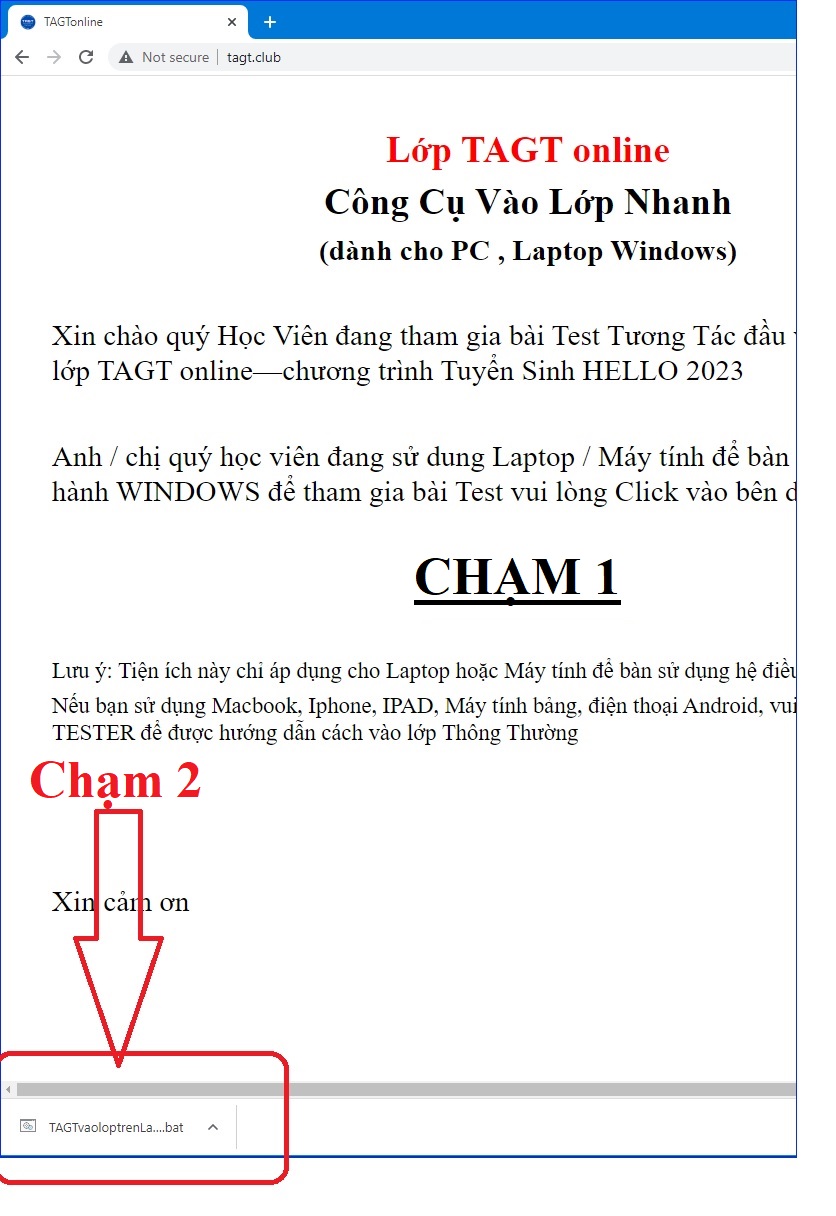 TAGTonline
Not secure
tagt.club
Lớp TAGT online
Công Cụ Vào Lớp Nhanh
(dành cho PC , Laptop Windows)
Xin chào quý Học Viên đang tham gia bài Test Tương Tác đầu
lớp TAGT online—chương trình Tuyển Sinh HELLO 2023
Anh / chị quý học viên đang sử dung Laptop / Máy tính để bàn
hành WINDOWS để tham gia bài Test vui lòng Click vào bên
CHẠM 1
Lưu ý: Tiện ích này chỉ áp dụng cho Laptop hoặc Máy tính để bàn sử dụng hệ điều
Nếu bạn sử dụng Macbook, Iphone, IPAD, Máy tính bảng, điện thoại Android, vui
TESTER để được hướng dẫn cách vào lớp Thông Thường
Chạm 2
Xin cảm ơn
TAGTvaoloptrenLa....bat